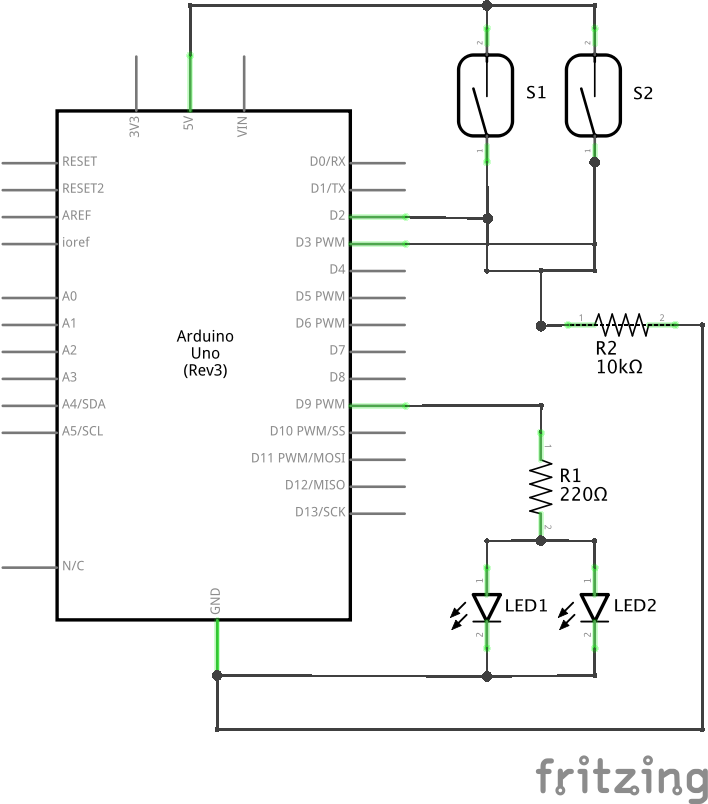 2
2
S1
S2
3V3
5V
VIN
1
1
RESET
D0/RX
RESET2
D1/TX
AREF
D2
ioref
D3 PWM
D4
A0
D5 PWM
A1
D6 PWM
Arduino
Uno
(Rev3)
1
2
R2
10kΩ
A2
D7
A3
D8
A4/SDA
D9 PWM
A5/SCL
D10 PWM/SS
1
D11 PWM/MOSI
R1
220Ω
D12/MISO
D13/SCK
2
N/C
1
1
GND
LED1
LED2
2
2
fritzing